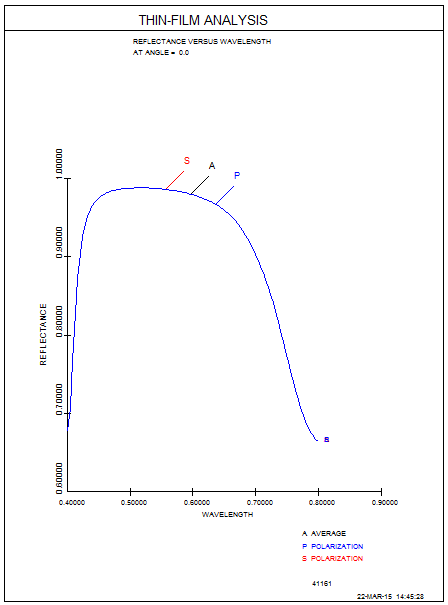 THIN-FILM ANALYSIS
REFLECTANCE VERSUS WAVELENGTH
AT ANGLE = 0.0
S
A
P
1.00000
0.90000
0.80000
0.70000
0.60000
REFLECTANCE
0.40000 0.50000 0.60000 0.70000 0.80000 0.90000
WAVELENGTH
A AVERAGE
P POLARIZATION
S POLARIZATION
41161
22-MAR-15 14:45:28